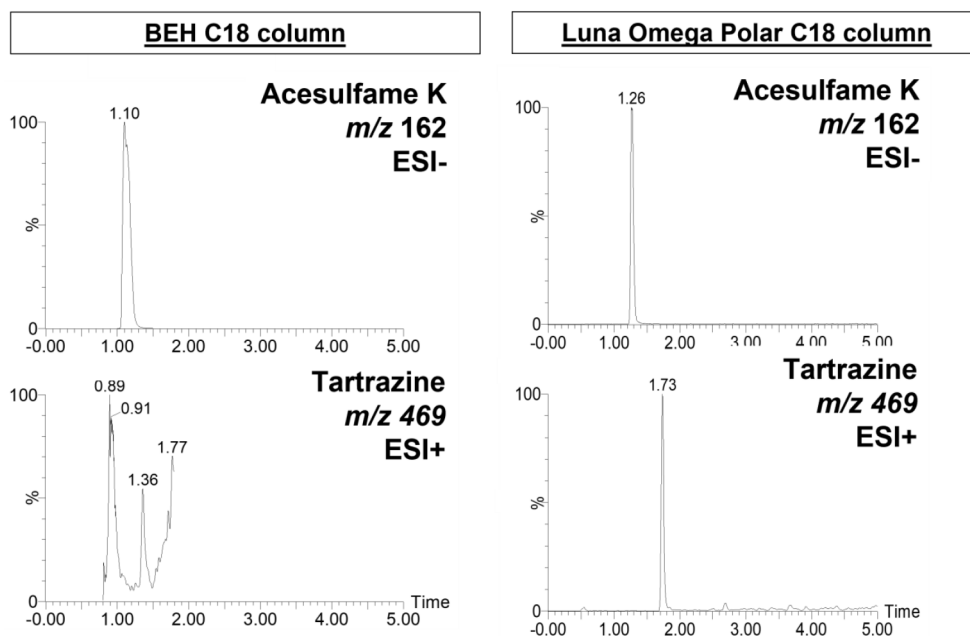 BEH C18 column
Acesulfame K
m/z 162
ESI-
1.10
100
%
0
-0.00 1.00 2.00 3.00 4.00 5.00
Tartrazine
m/z 469
ESI+
0.89
0.91
1.36
1.77
100
%
0
-0.00 1.00 2.00 3.00 4.00 5.00
Time
Luna Omega Polar C18 column
Acesulfame K
m/z 162
ESI-
1.26
100
%
0
-0.00 1.00 2.00 3.00 4.00 5.00
Tartrazine
m/z 469
ESI+
1.73
100
%
0
-0.00 1.00 2.00 3.00 4.00 5.00
Time